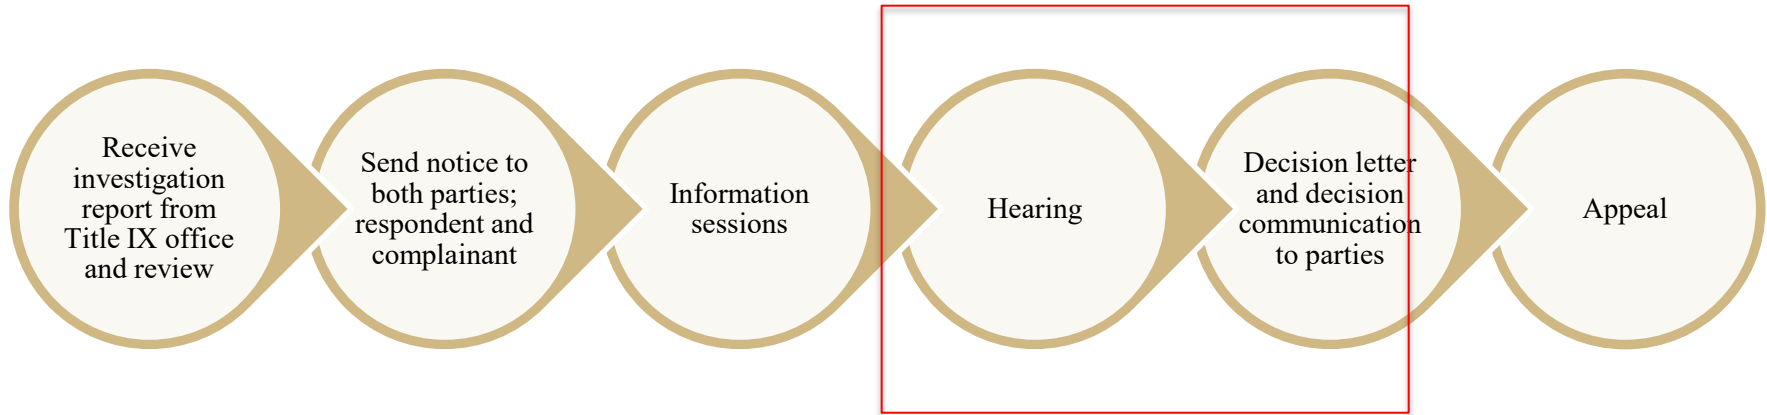 Receive
investigation
report from
Title IX office
and review
Send notice to
both parties;
respondent and
complainant
Information
sessions
Hearing
Decision letter
and decision
communication
to parties
Appeal